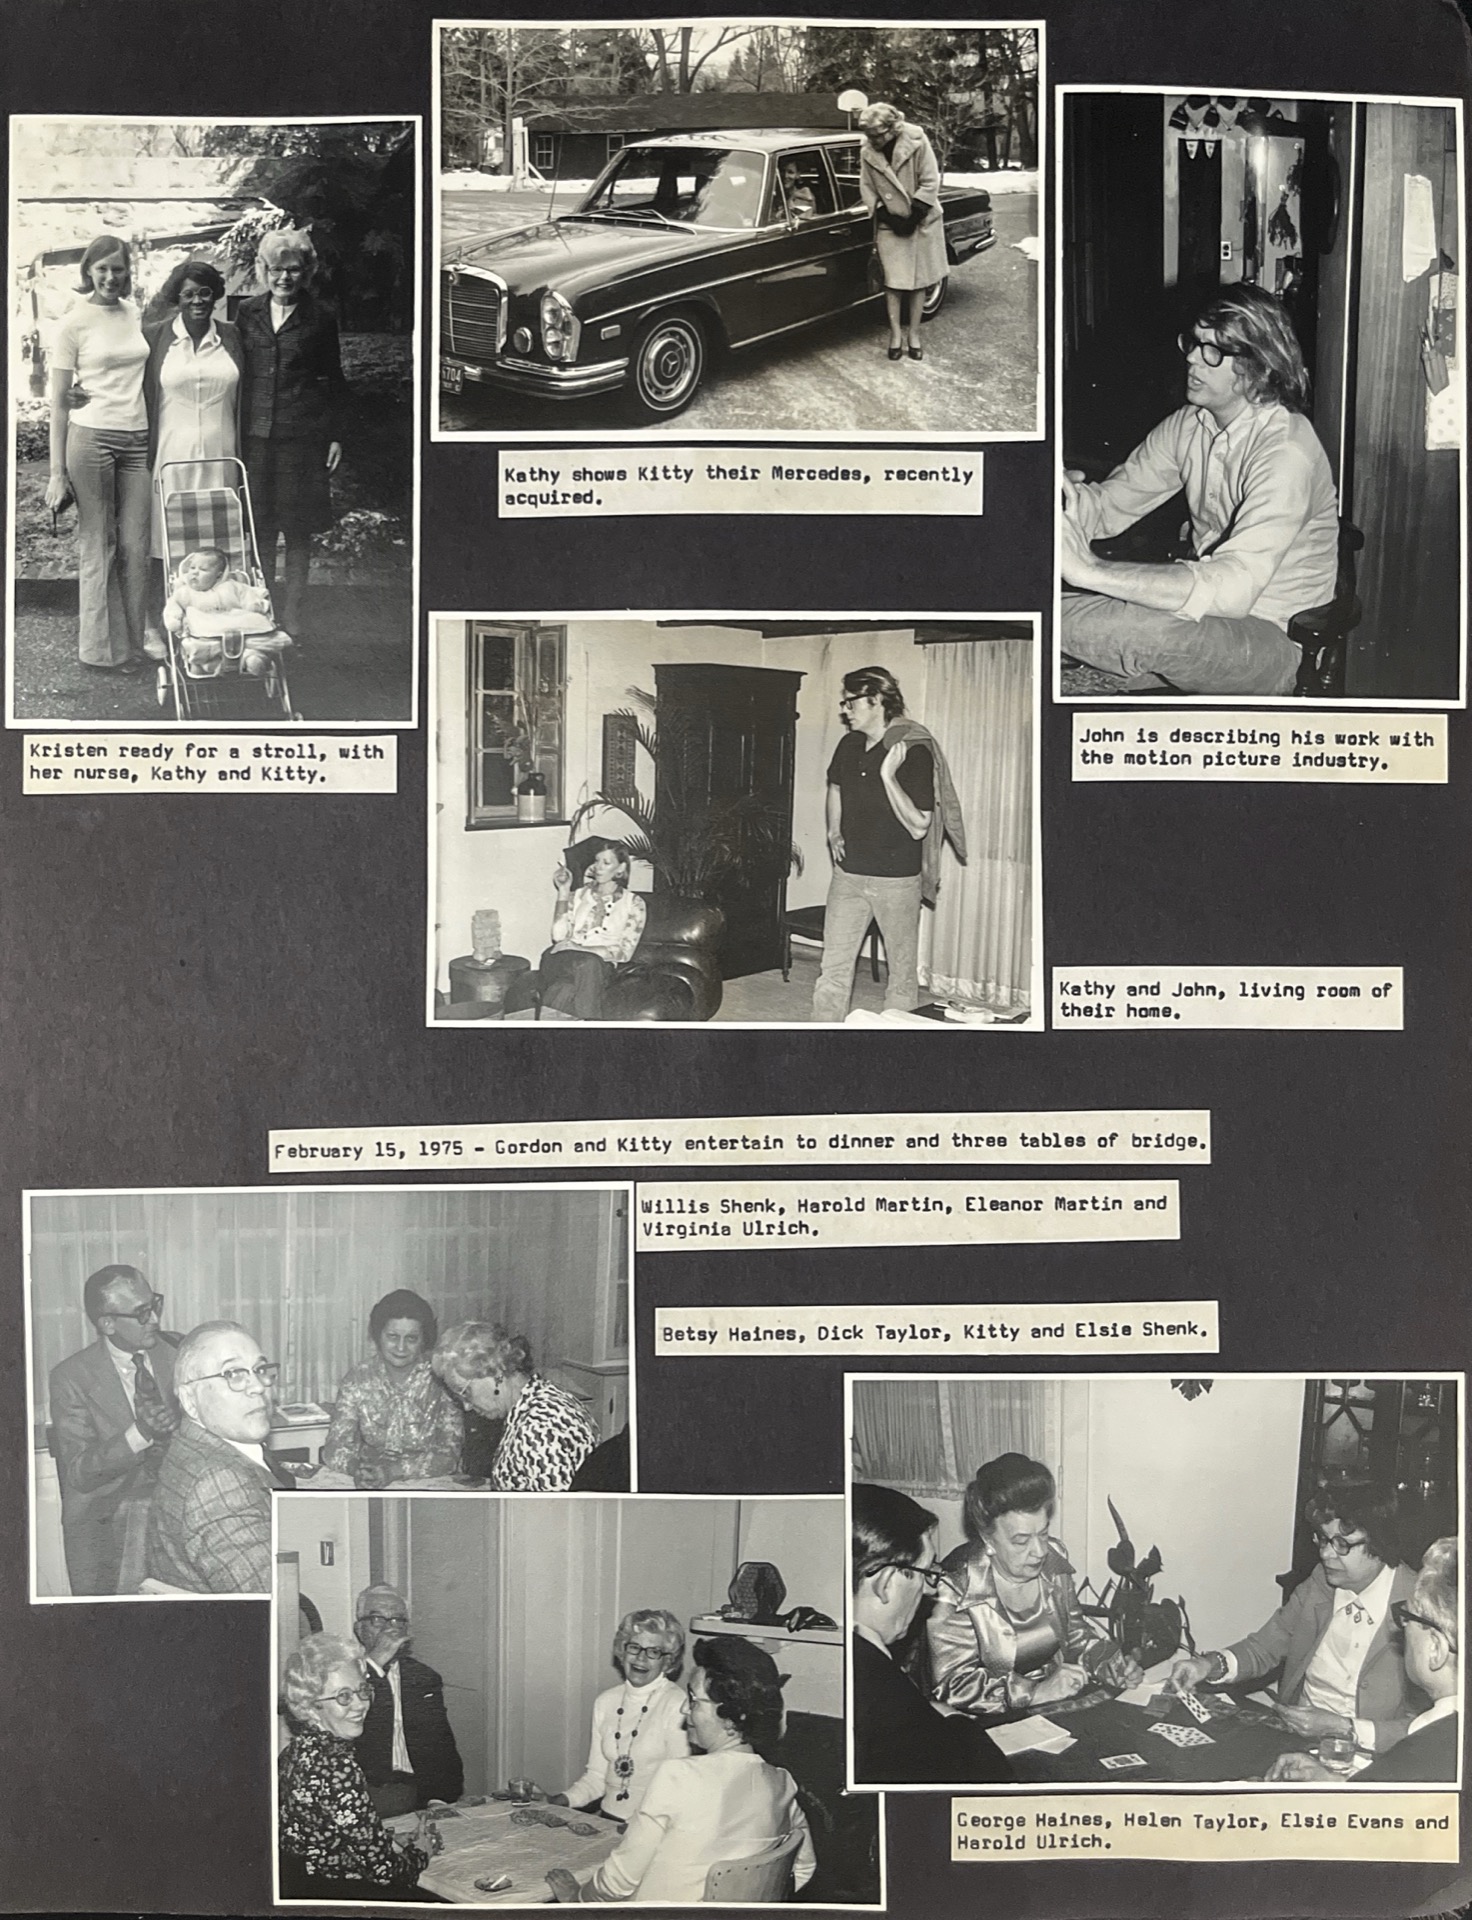 Kathy shows Kitty their Mercedes, recently
acquired.
Kristen ready for a stroll, with
her nurse, Kathy and Kitty.
John is describing his work with
the motion picture industry.
Kathy and John, living room of
their home.
February 15, 1975 - Gordon and Kitty entertain to dinner and three tables of bridge.
Willis Shenk, Harold Martin, Eleanor Martin and
Virginia Ulrich.
Betsy Haines, Dick Taylor, Kitty and Elsie Shenk.
George Haines, Helen Taylor, Elsie Evans and
Harold Ulrich.